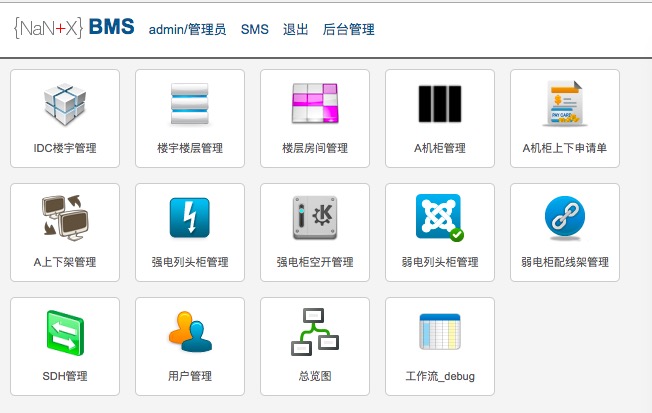 {NaN+X} BMS admin/管理员 SMS 退出 后台管理
IDC楼宇管理 楼宇楼层管理 楼层房间管理 A机柜管理 A机柜上下申请单
PAY CARD
A上下架管理 强电列头柜管理 强电柜空开管理 弱电列头柜管理 弱电柜配线架管理
SDH管理 用户管理 总览图 工作流_debug